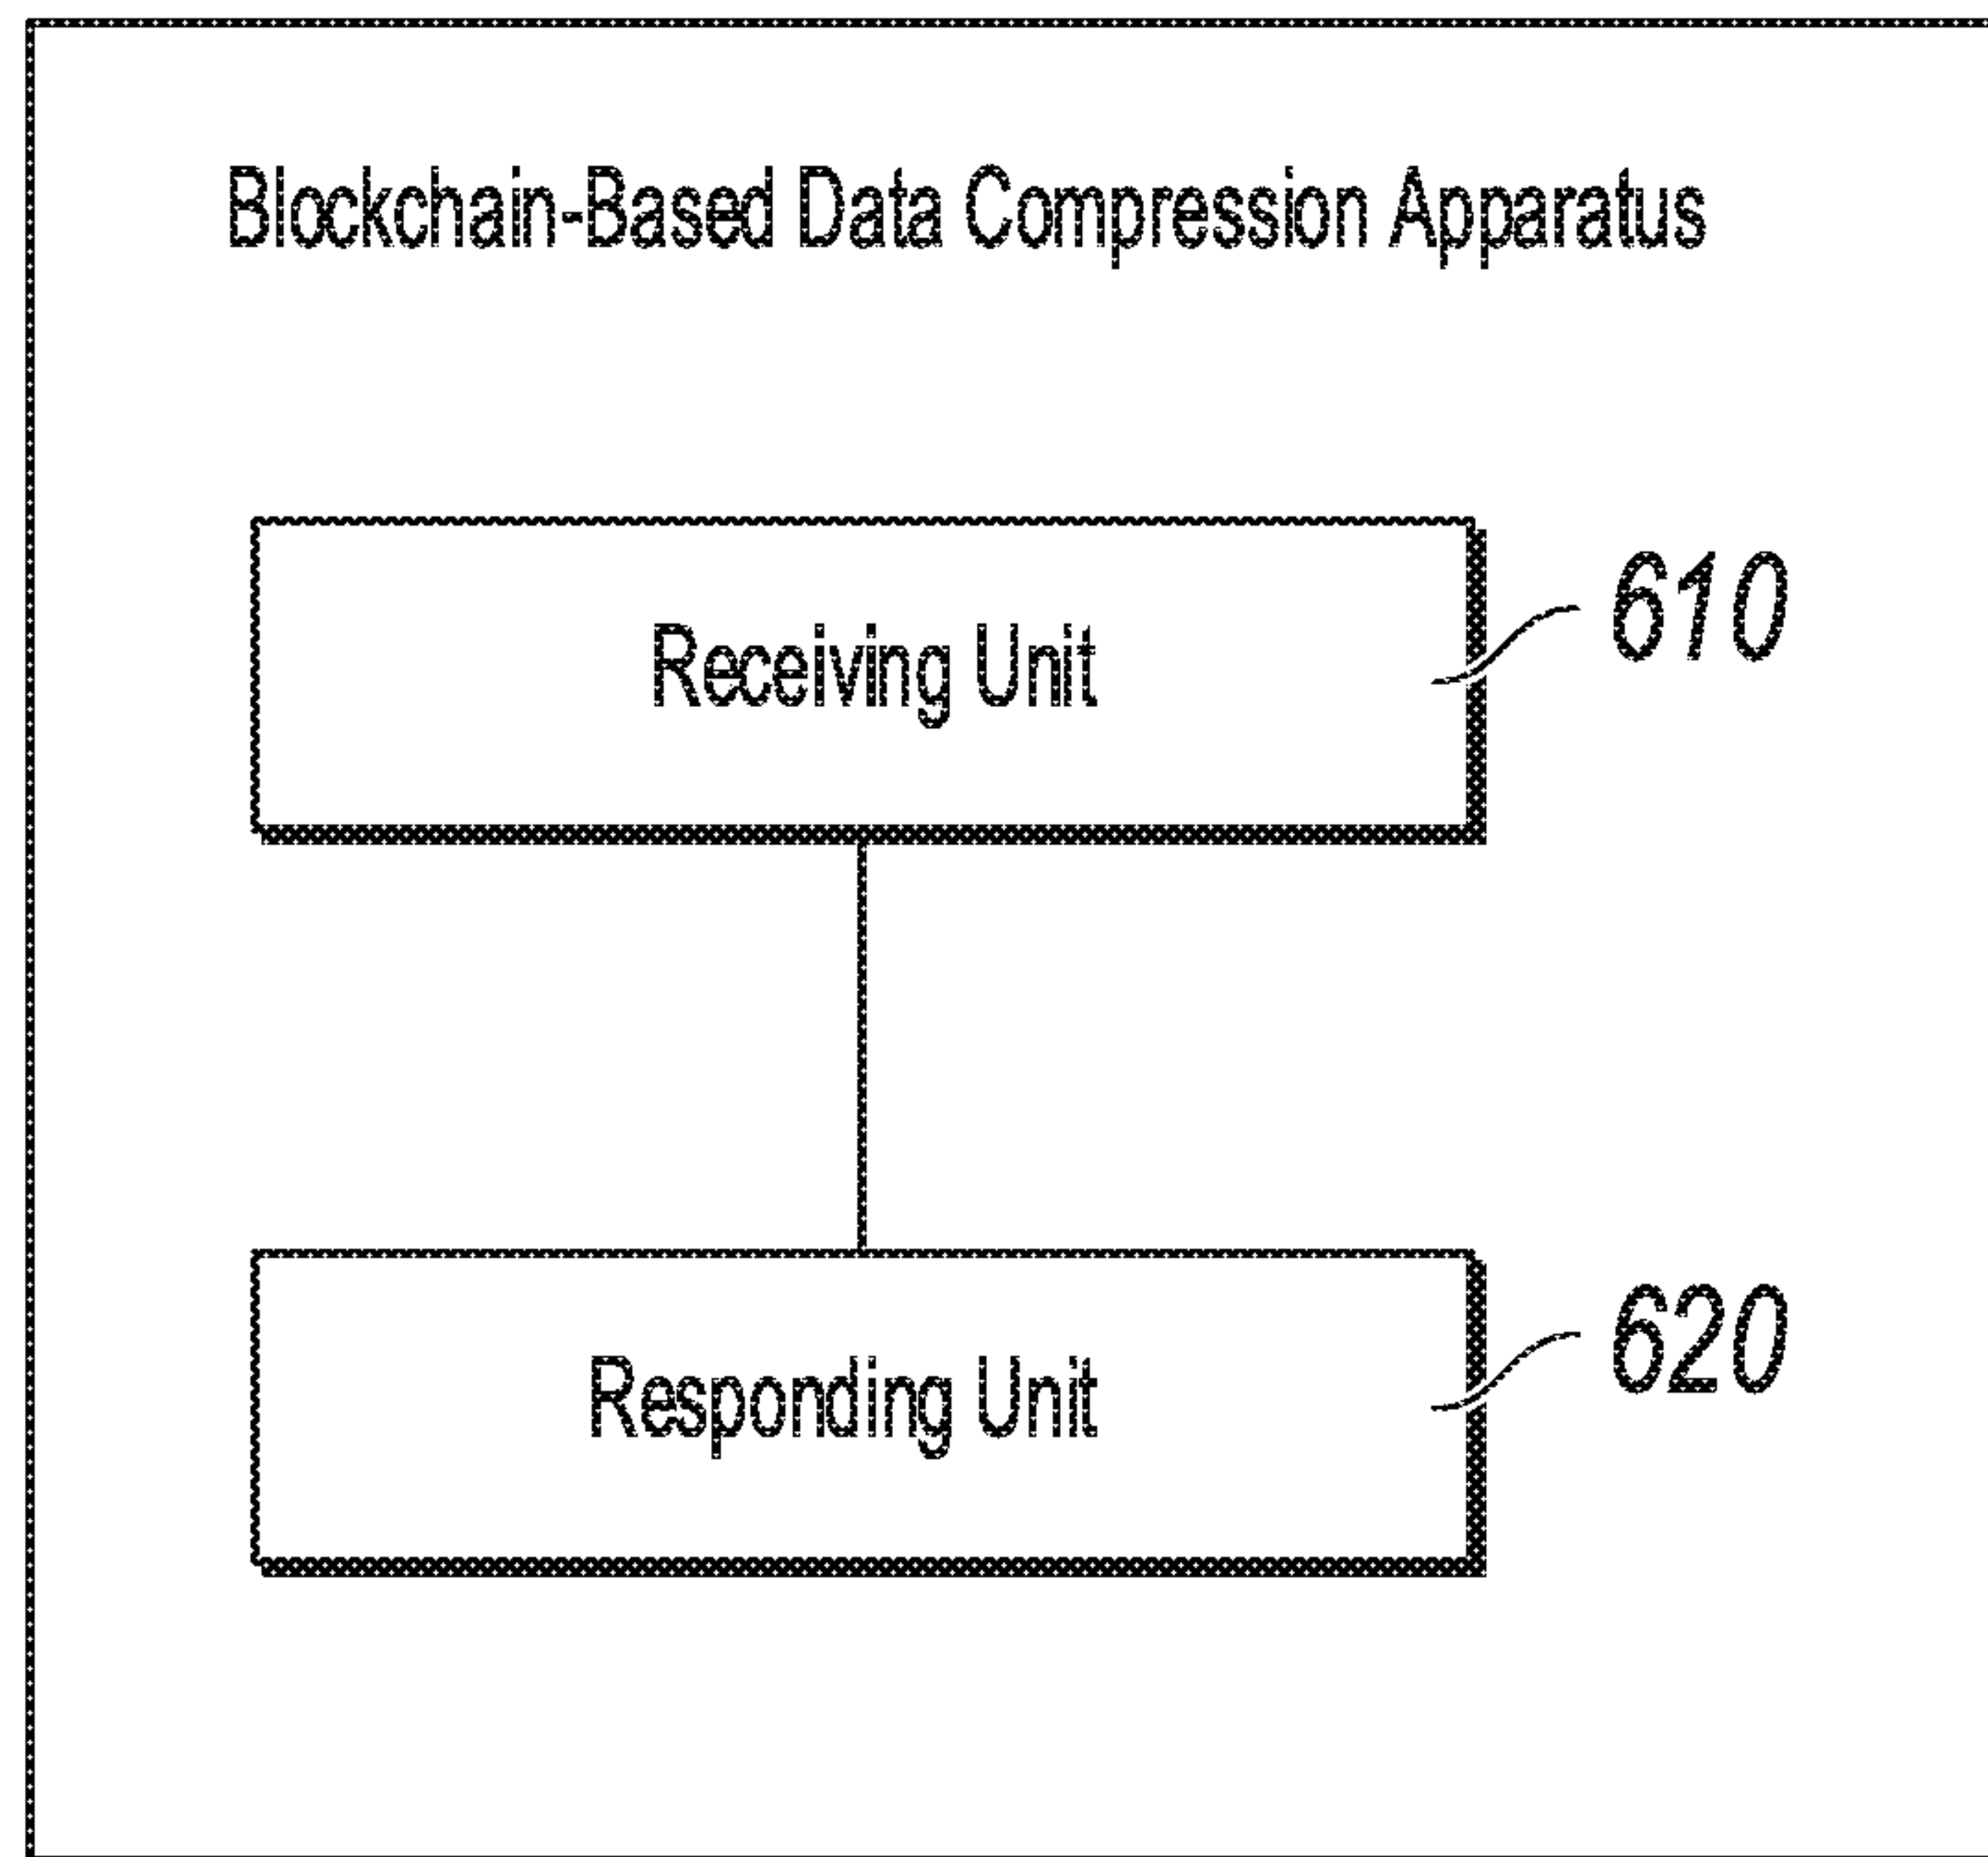 Blockchain-Based Data Compression Apparatus
Receiving Unit
610
Responding Unit
620